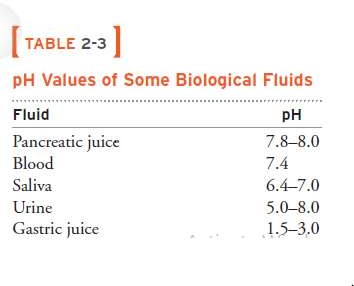 TABLE 2-3
pH Values of Some Biological Fluids
Fluid pH
Pancreatic juice 7.8–8.0
Blood 7.4
Saliva 6.4–7.0
Urine 5.0–8.0
Gastric juice 1.5–3.0